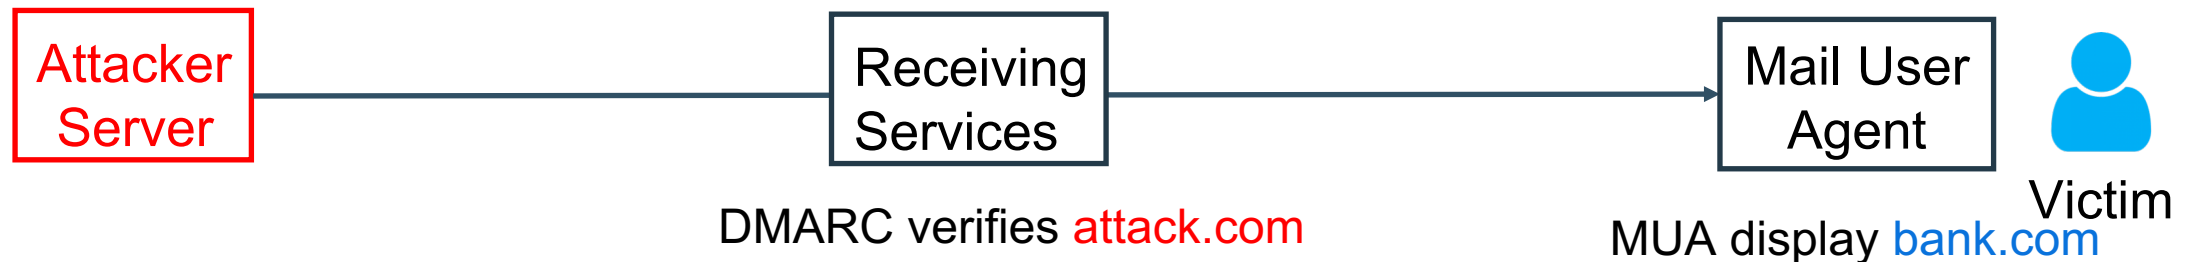 Attacker
Server
Receiving
Services
Mail User
Agent
Victim
DMARC verifies attack.com
MUA display bank.com